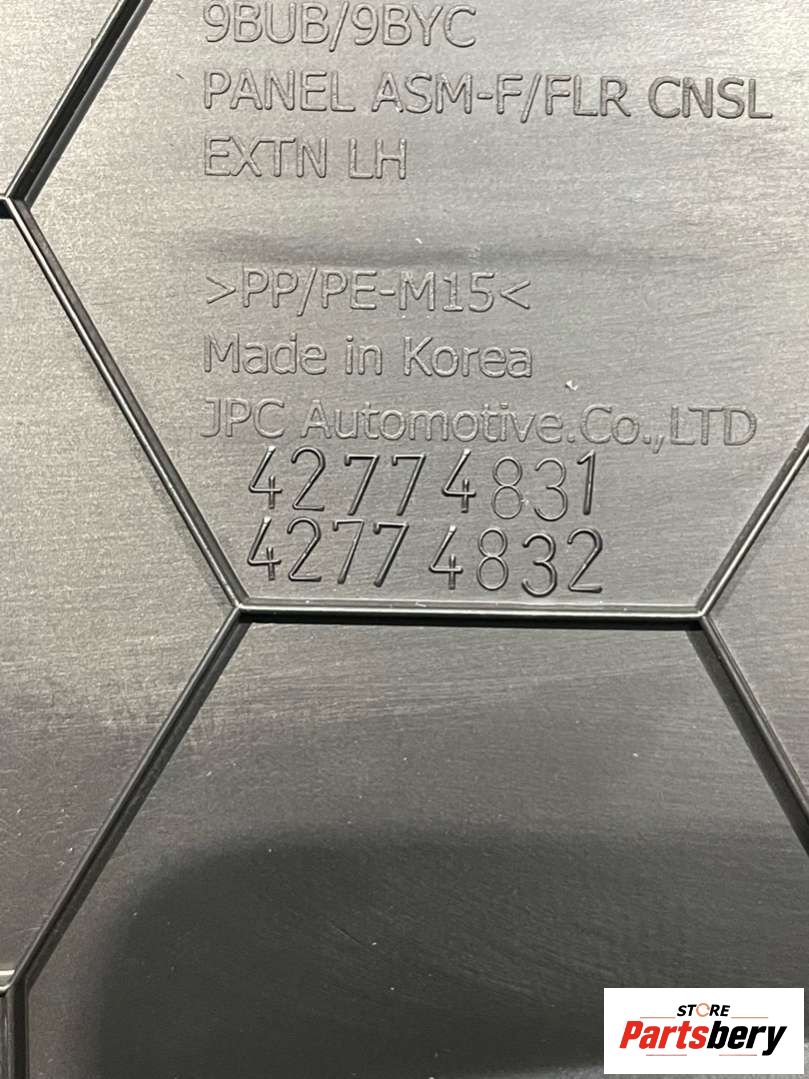 9BUB/9BYC
PANEL ASM-F/FLR CNSL
EXTN LH
>PP/PE-M15<
Made in Korea
JPC Automotive.Co.,LTD
42774831
42774832
STORE
Partsbery